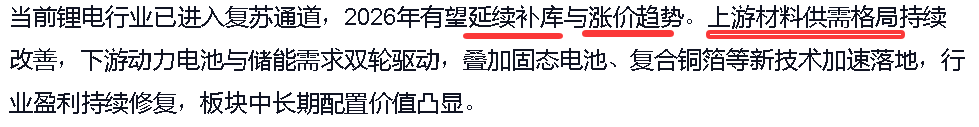 当前锂电行业已进入复苏通道，2026年有望延续补库与涨价趋势。上游材料供需格局持续
改善，下游动力电池与储能需求双轮驱动，叠加固态电池、复合铜箔等新技术加速落地，行
业盈利持续修复，板块中长期配置价值凸显。